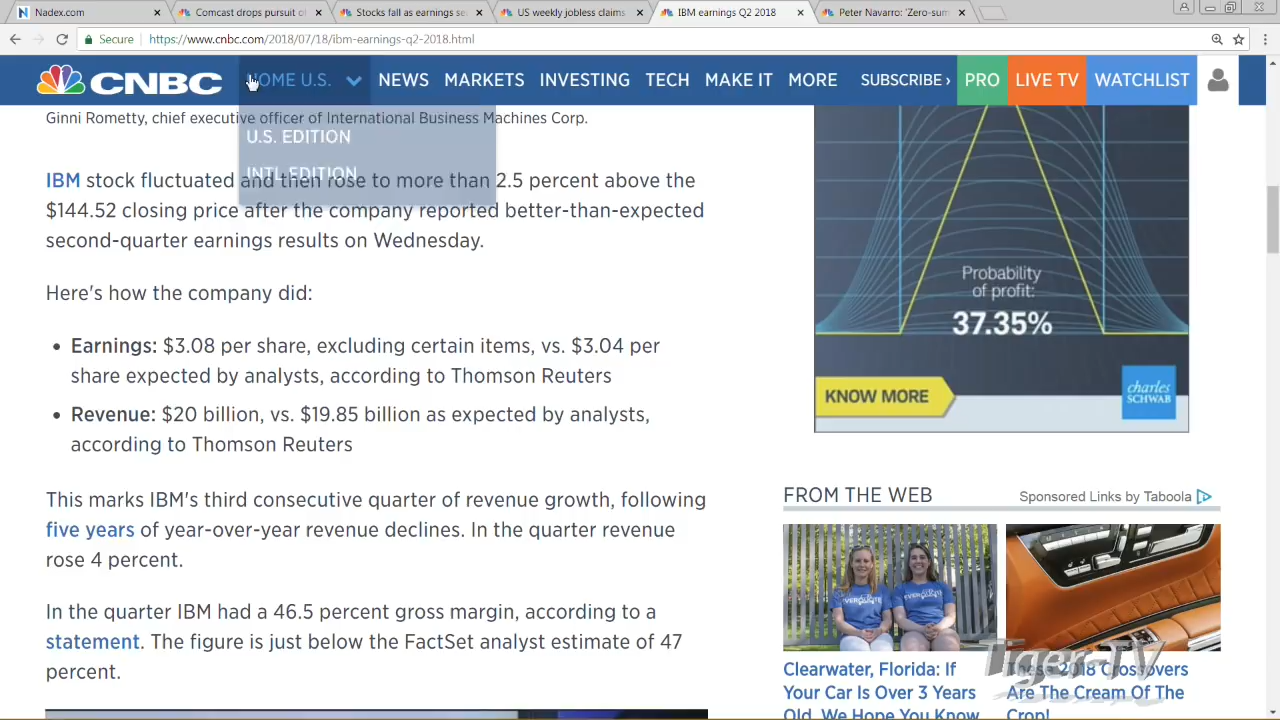 Nadex.com
Comcast drops pursuit of
Stocks fall as earnings se
US weekly jobless claims
IBM earnings Q2 2018
Peter Navarro: 'Zero-sum
Secure
https://www.cnbc.com/2018/07/18/ibm-earnings-q2-2018.html
CNBC
HOME U.S.
NEWS
MARKETS
INVESTING
TECH
MAKE IT
MORE
SUBSCRIBE ›
PRO
LIVE TV
WATCHLIST
U.S. EDITION
INTL EDITION
Ginni Rometty, chief executive officer of International Business Machines Corp.
IBM stock fluctuated and then rose to more than 2.5 percent above the
$144.52 closing price after the company reported better-than-expected
second-quarter earnings results on Wednesday.
Here's how the company did:
• Earnings: $3.08 per share, excluding certain items, vs. $3.04 per
share expected by analysts, according to Thomson Reuters
• Revenue: $20 billion, vs. $19.85 billion as expected by analysts,
according to Thomson Reuters
This marks IBM's third consecutive quarter of revenue growth, following
five years of year-over-year revenue declines. In the quarter revenue
rose 4 percent.
In the quarter IBM had a 46.5 percent gross margin, according to a
statement. The figure is just below the FactSet analyst estimate of 47
percent.
Probability
of profit:
37.35%
KNOW MORE
charles
SCHWAB
FROM THE WEB
Sponsored Links by Taboola
EVERQUOTE
Clearwater, Florida: If
Your Car Is Over 3 Years
Old, We Hope You Know
These 2018 Crossovers
Are The Cream Of The
Crop!
Tiger-TV